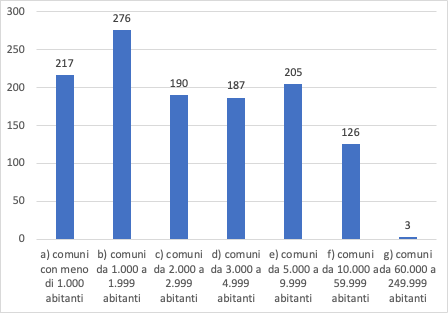 300
250
200
150
100
50
0
217
276
190
187
205
126
3
a) comuni
con meno
di 1.000
abitanti
b) comuni
da 1.000 a
1.999
abitanti
c) comuni
da 2.000 a
2.999
abitanti
d) comuni
da 3.000 a
4.999
abitanti
e) comuni
da 5.000 a
9.999
abitanti
f) comuni
da 10.000 a
59.999
abitanti
g) comuni
da 60.000 a
249.999
abitanti